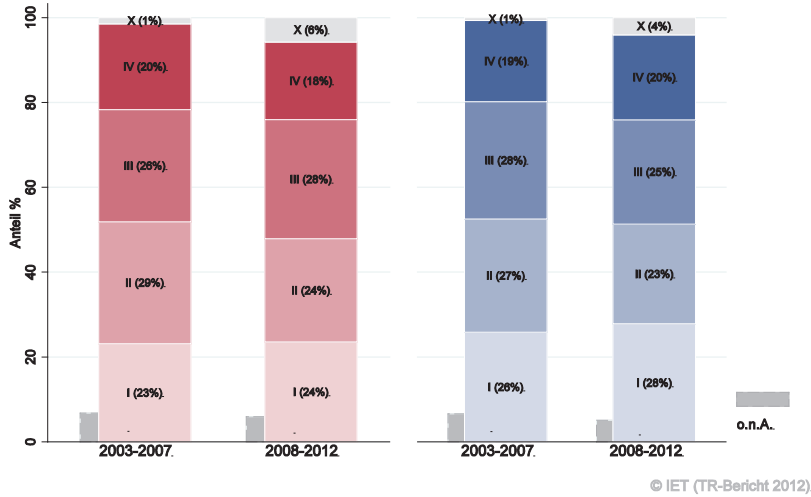 100
80
60
40
20
0
Anteil %
X (1%).
IV (20%).
III (26%).
II (29%).
I (23%).
2003-2007.
X (6%).
IV (18%).
III (28%).
II (24%).
I (24%).
2008-2012.
X (1%).
IV (19%).
III (28%).
II (27%).
I (26%).
2003-2007.
X (4%).
IV (20%).
III (25%).
II (23%).
I (28%).
2008-2012.
o.n.A..
© IET (TR-Bericht 2012)